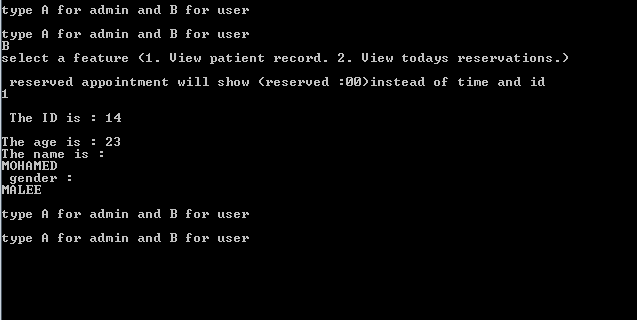 type A for admin and B for user
type A for admin and B for user
B
select a feature (1. View patient record. 2. View todays reservations.)
reserved appointment will show (reserved :00)instead of time and id
1
The ID is : 14
The age is : 23
The name is :
MOHAMED
gender :
MALEE
type A for admin and B for user
type A for admin and B for user